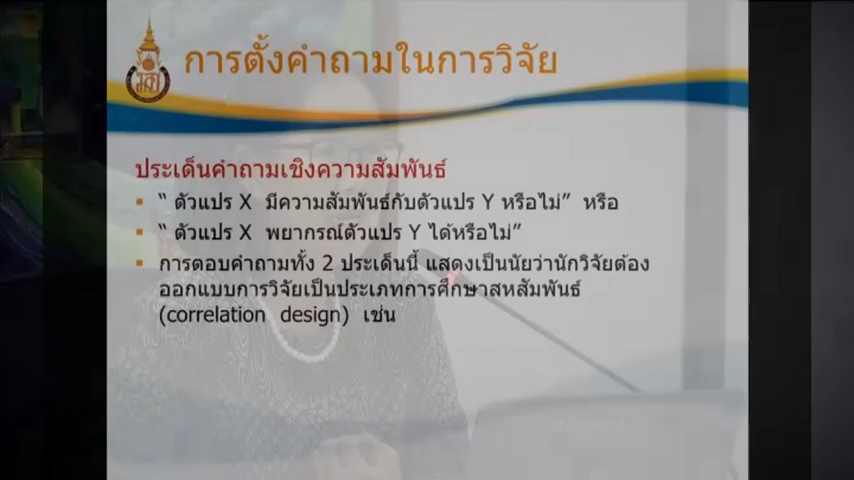 การตั้งคำถามในการวิจัย
ประเด็นคำถามเชิงความสัมพันธ์
“ ตัวแปร X มีความสัมพันธ์กับตัวแปร Y หรือไม่” หรือ
“ ตัวแปร X พยากรณ์ตัวแปร Y ได้หรือไม่”
การตอบคำถามทั้ง 2 ประเด็นนี้ แสดงเป็นนัยว่านักวิจัยต้อง
ออกแบบการวิจัยเป็นประเภทการศึกษาสหสัมพันธ์
(correlation design) เช่น